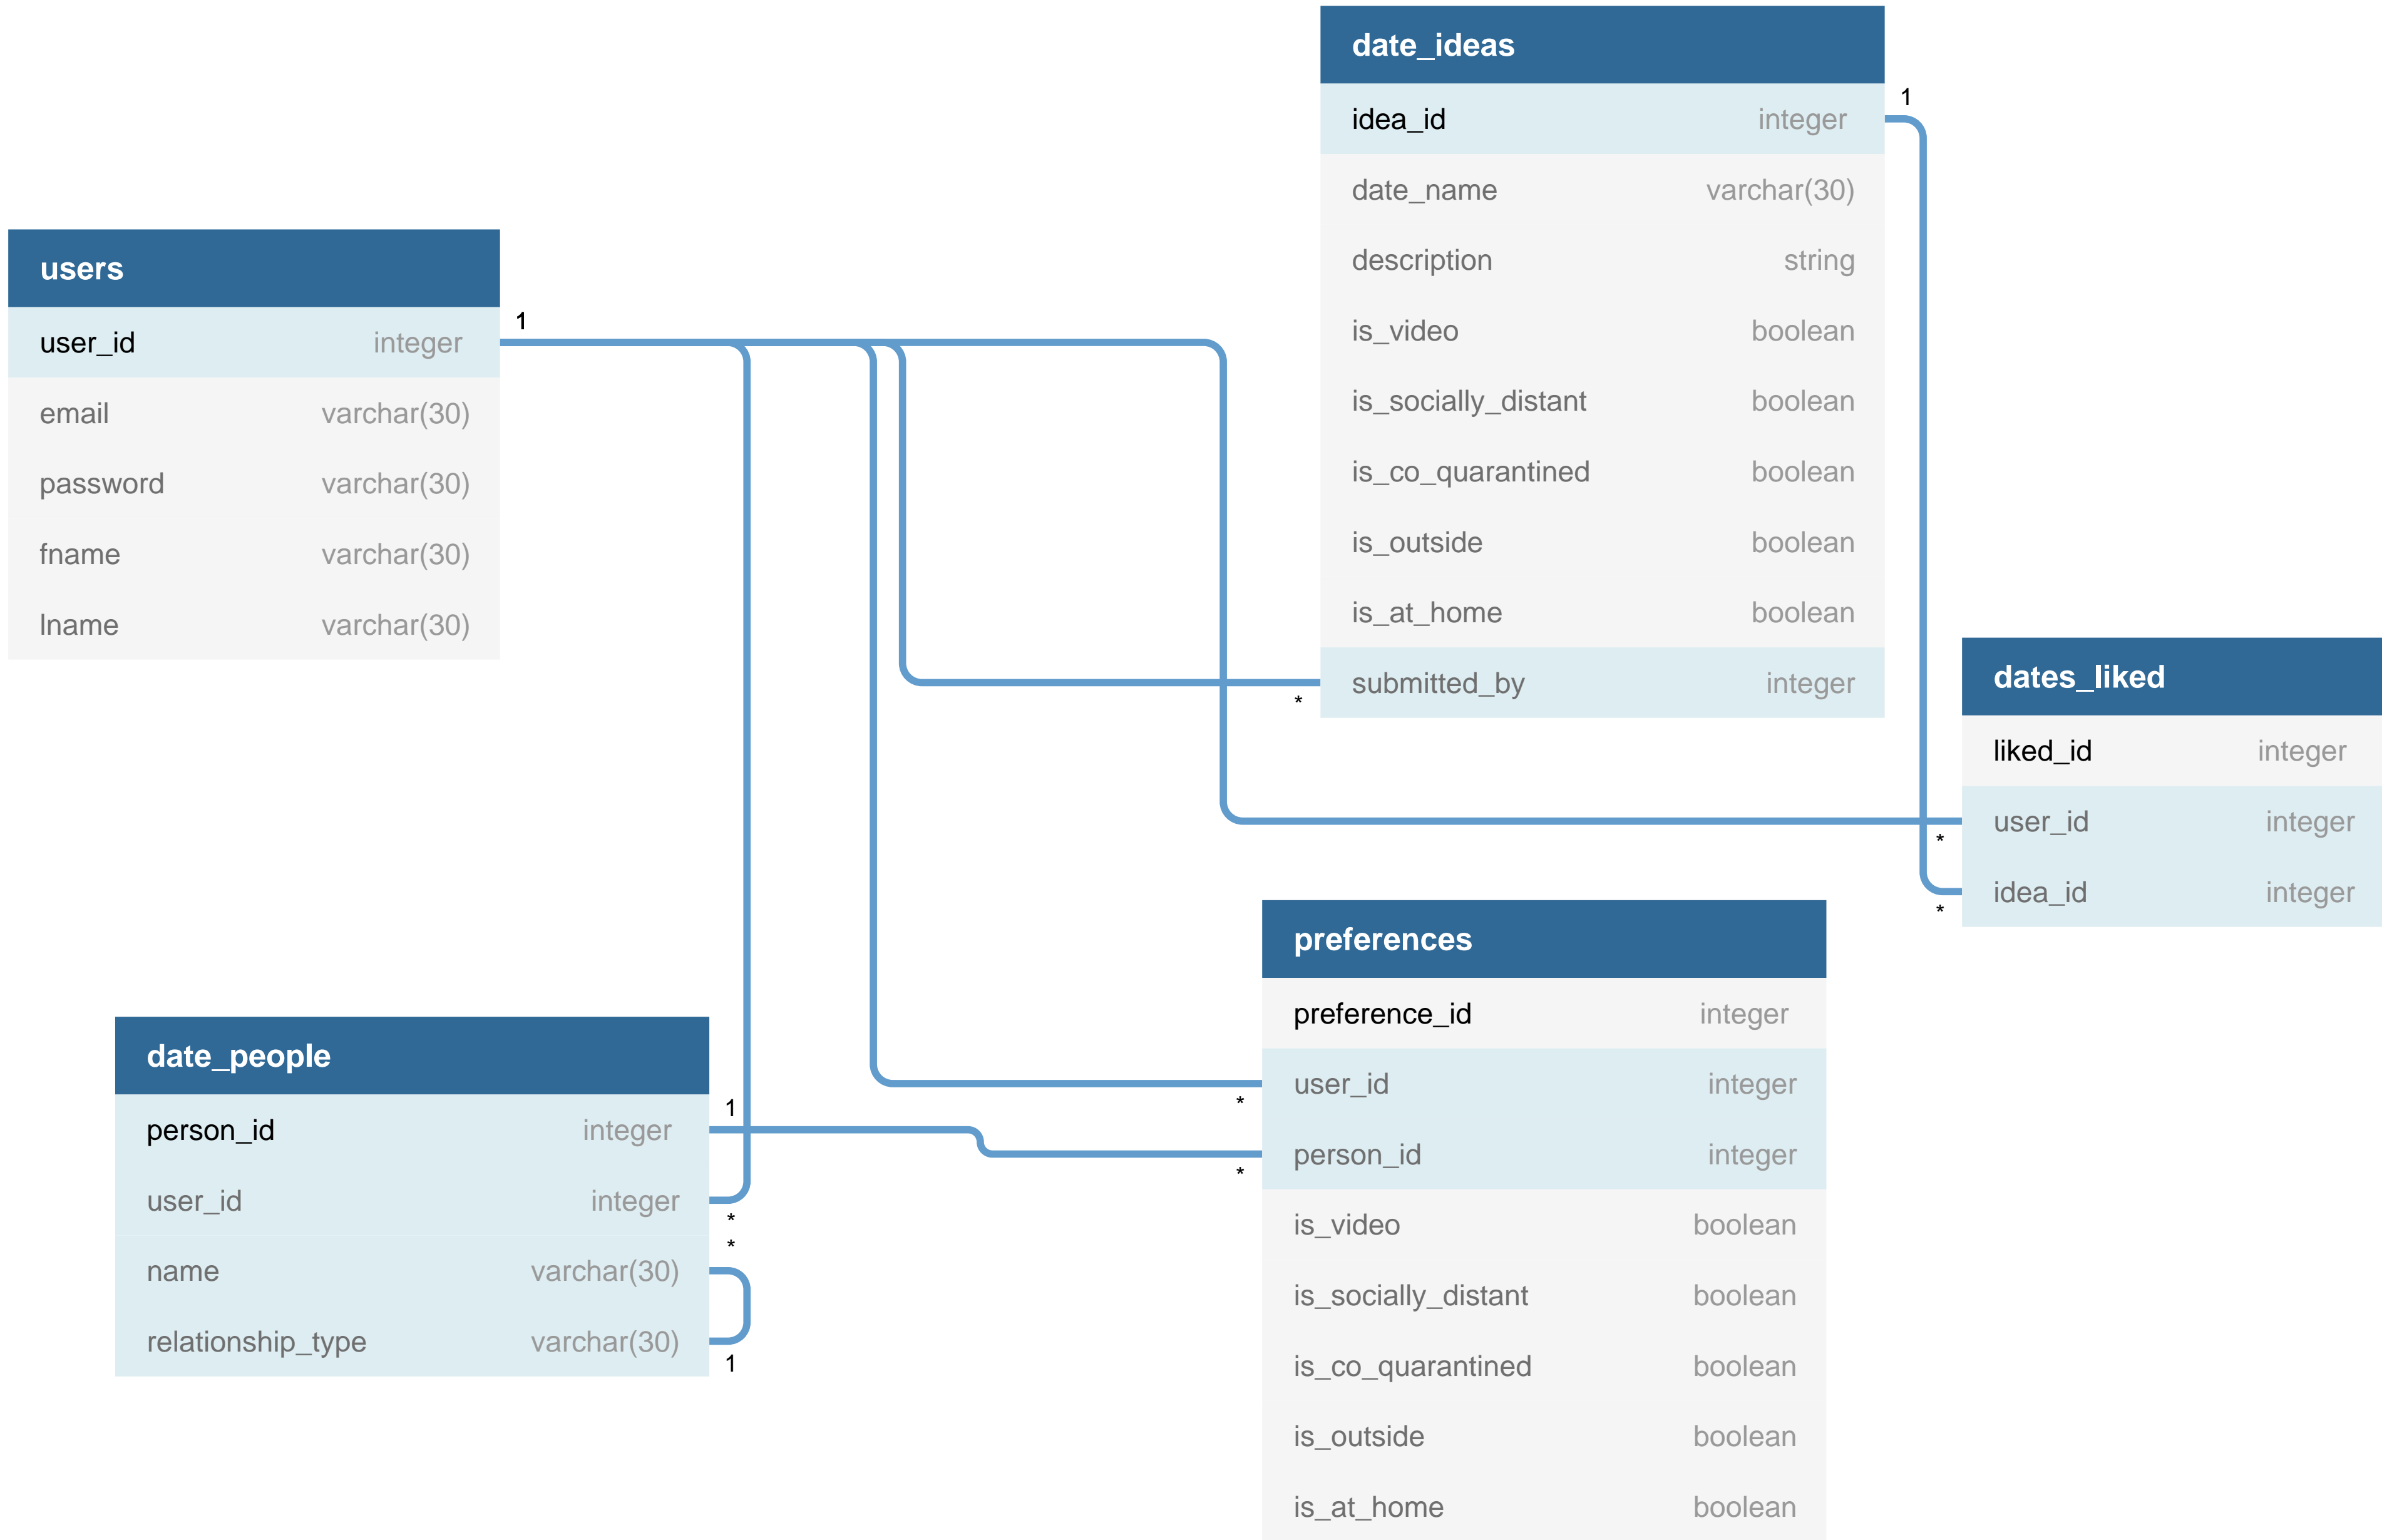 date_ideas
idea_id integer
1
date_name varchar(30)
description string
is_video boolean
is_socially_distant boolean
is_co_quarantined boolean
is_outside boolean
is_at_home boolean
submitted_by integer
*
users
1
user_id integer
email varchar(30)
password varchar(30)
fname varchar(30)
lname varchar(30)
dates_liked
liked_id integer
user_id integer
*
idea_id integer
*
preferences
preference_id integer
user_id integer
*
person_id integer
*
is_video boolean
is_socially_distant boolean
is_co_quarantined boolean
is_outside boolean
is_at_home boolean
date_people
1
person_id integer
user_id integer
*
*
name varchar(30)
relationship_type varchar(30)
1